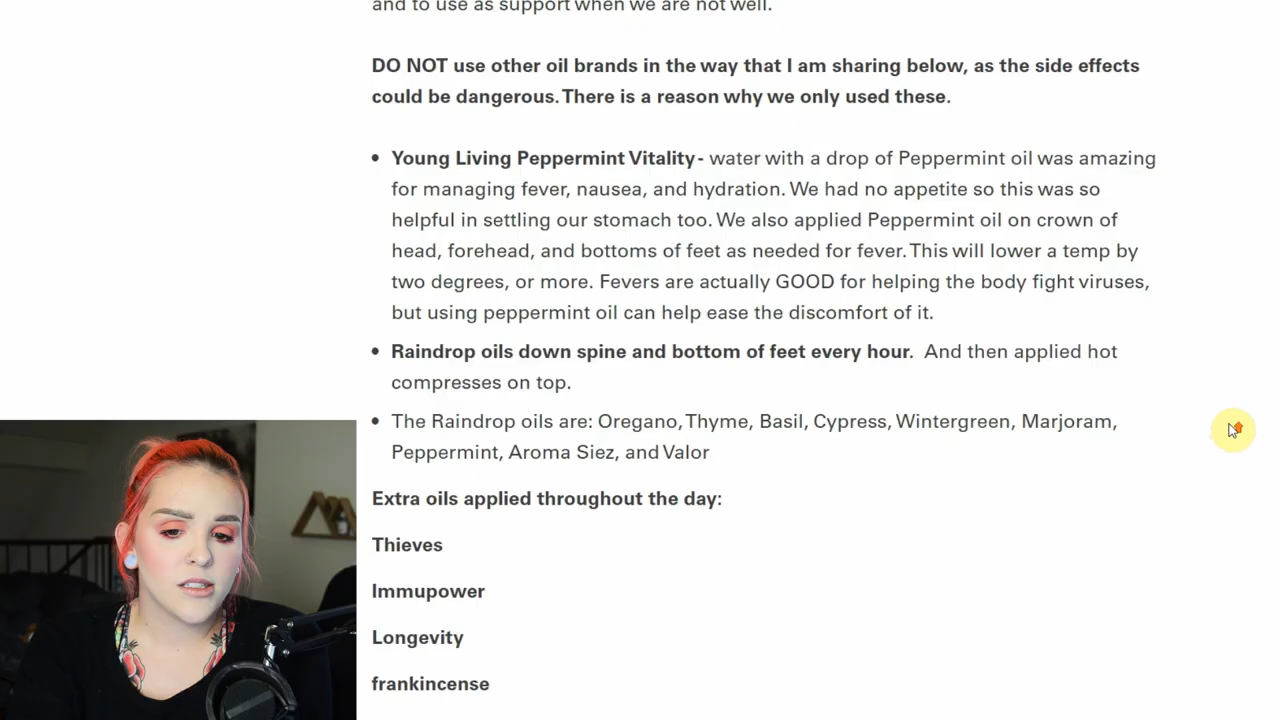 and to use as support when we are not well.
DO NOT use other oil brands in the way that I am sharing below, as the side effects
could be dangerous. There is a reason why we only used these.
• Young Living Peppermint Vitality- water with a drop of Peppermint oil was amazing
for managing fever, nausea, and hydration. We had no appetite so this was so
helpful in settling our stomach too. We also applied Peppermint oil on crown of
head, forehead, and bottoms of feet as needed for fever. This will lower a temp by
two degrees, or more. Fevers are actually GOOD for helping the body fight viruses,
but using peppermint oil can help ease the discomfort of it.
• Raindrop oils down spine and bottom of feet every hour. And then applied hot
compresses on top.
• The Raindrop oils are: Oregano, Thyme, Basil, Cypress, Wintergreen, Marjoram,
Peppermint, Aroma Siez, and Valor
Extra oils applied throughout the day:
Thieves
Immupower
Longevity
frankincense